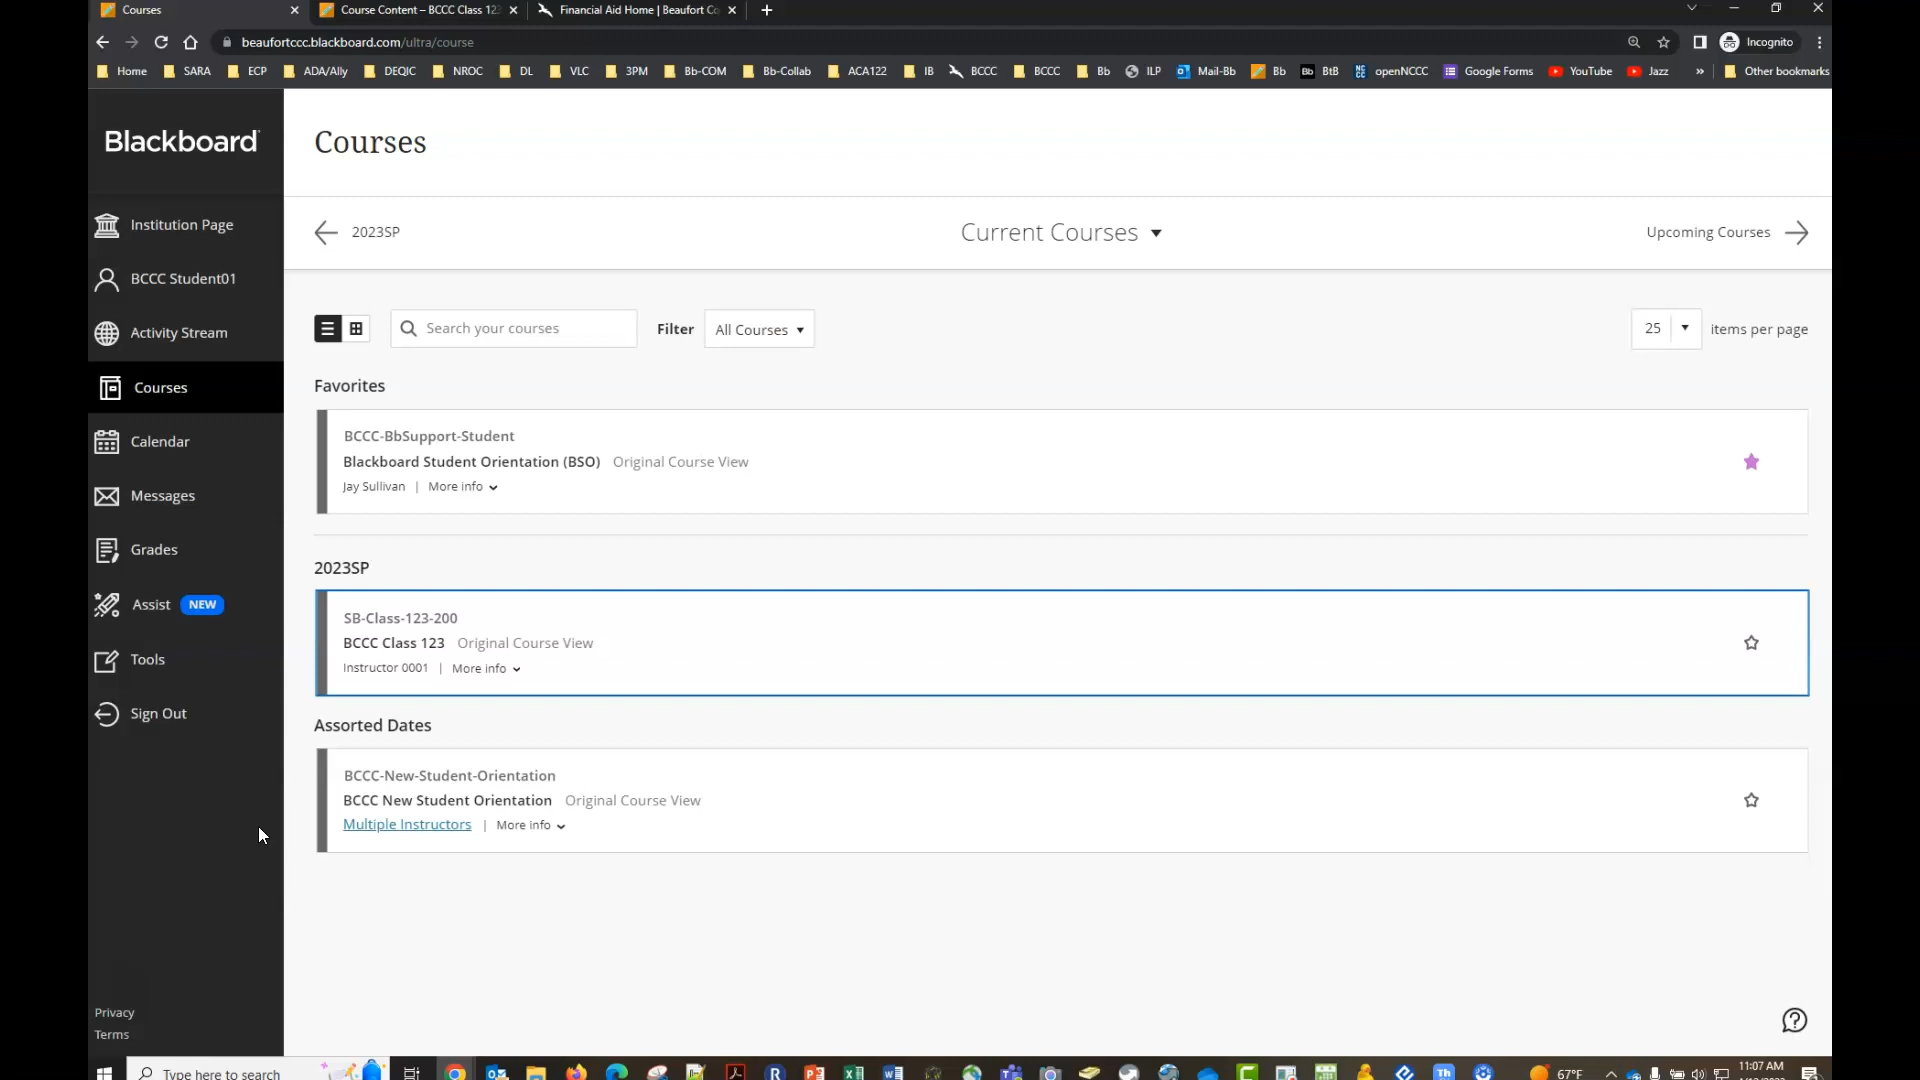 Courses
Course Content – BCCC Class 123
Financial Aid Home | Beaufort Co
beaufortccc.blackboard.com/ultra/course
Incognito
Home SARA ECP ADA/Ally DEQIC NROC DL VLC 3PM Bb-COM Bb-Collab ACA122 IB BCCC BCCC Bb ILP Mail-Bb Bb BtB openNCCC Google Forms YouTube Jazz » Other bookmarks
Blackboard
Institution Page
BCCC Student01
Activity Stream
Courses
Calendar
Messages
Grades
Assist NEW
Tools
Sign Out
Privacy
Terms
Courses
2023SP
Current Courses
Upcoming Courses
Search your courses
Filter
All Courses
25
items per page
Favorites
BCCC-BbSupport-Student
Blackboard Student Orientation (BSO) Original Course View
Jay Sullivan | More info
2023SP
SB-Class-123-200
BCCC Class 123 Original Course View
Instructor 0001 | More info
Assorted Dates
BCCC-New-Student-Orientation
BCCC New Student Orientation Original Course View
Multiple Instructors | More info
Type here to search
67°F
11:07 AM